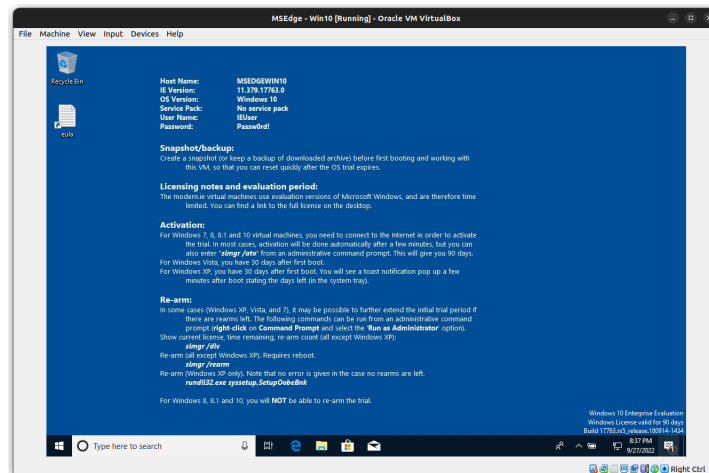 MSEdge - Win10 [Running] - Oracle VM VirtualBox
File Machine View Input Devices Help
Recycle Bin
eula
Host Name: MSEDGEWIN10
IE Version: 11.379.17763.0
OS Version: Windows 10
Service Pack: No service pack
User Name: IEUser
Password: Passw0rd!
Snapshot/backup:
Create a snapshot (or keep a backup of downloaded archive) before first booting and working with
this VM, so that you can reset quickly after the OS trial expires.
Licensing notes and evaluation period:
The modern.ie virtual machines use evaluation versions of Microsoft Windows, and are therefore time
limited. You can find a link to the full license on the desktop.
Activation:
For Windows 7, 8, 8.1 and 10 virtual machines, you need to connect to the Internet in order to activate
the trial. In most cases, activation will be done automatically after a few minutes, but you can
also enter "slmgr /ato" from an administrative command prompt. This will give you 90 days.
For Windows Vista, you have 30 days after first boot.
For Windows XP, you have 30 days after first boot. You will see a toast notification pop up a few
minutes after boot stating the days left (in the system tray).
Re-arm:
In some cases (Windows XP, Vista, and 7), it may be possible to further extend the initial trial period if
there are rearms left. The following commands can be run from an administrative command
prompt (right-click on Command Prompt and select the 'Run as Administrator' option).
Show current license, time remaining, re-arm count (all except Windows XP):
slmgr /dlv
Re-arm (all except Windows XP). Requires reboot.
slmgr /rearm
Re-arm (Windows XP only). Note that no error is given in the case no rearms are left.
rundll32.exe syssetup,SetupOobeBnk
For Windows 8, 8.1 and 10, you will NOT be able to re-arm the trial.
Windows 10 Enterprise Evaluation
Windows License valid for 90 days
Build 17763.rs5_release.180914-1434
Type here to search
8:37 PM
9/27/2022
1
Right Ctrl